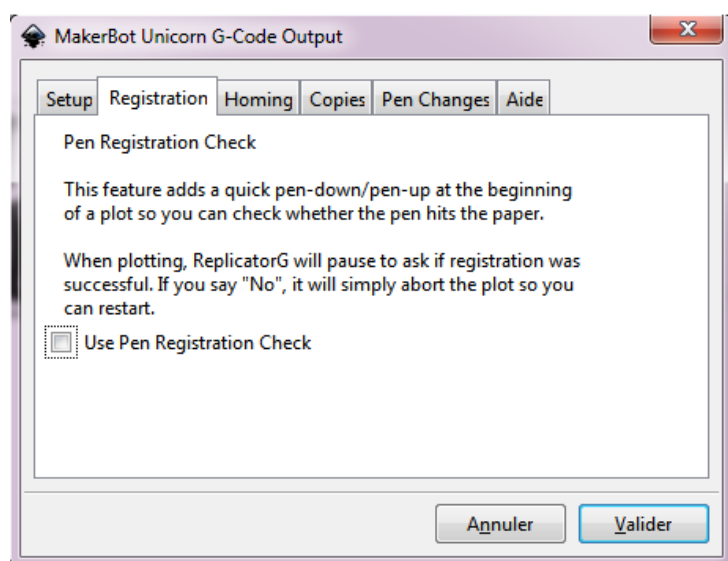 MakerBot Unicorn G-Code Output
Setup Registration Homing Copies Pen Changes Aide
Pen Registration Check
This feature adds a quick pen-down/pen-up at the beginning
of a plot so you can check whether the pen hits the paper.
When plotting, ReplicatorG will pause to ask if registration was
successful. If you say "No", it will simply abort the plot so you
can restart.
Use Pen Registration Check
Annuler Valider